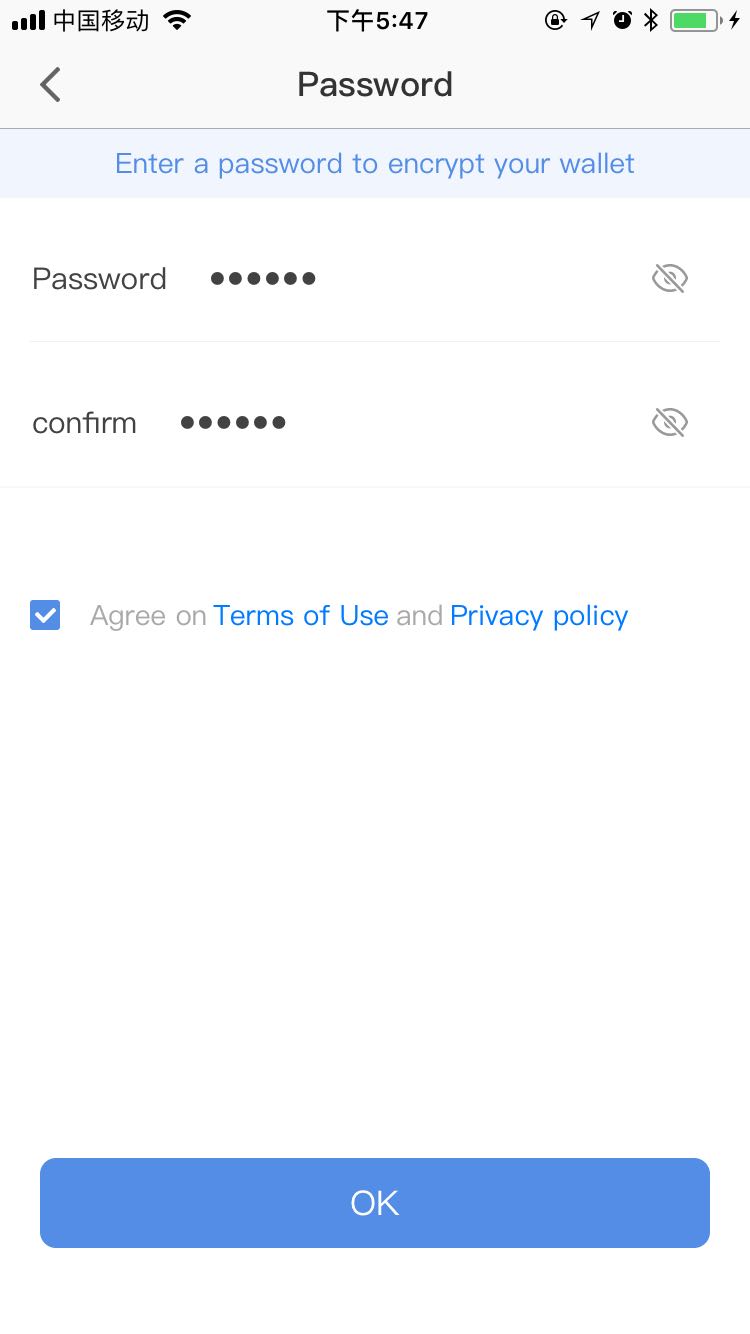 中国移动 下午5:47
Password
Enter a password to encrypt your wallet
Password ••••••
confirm ••••••
Agree on Terms of Use and Privacy policy
OK